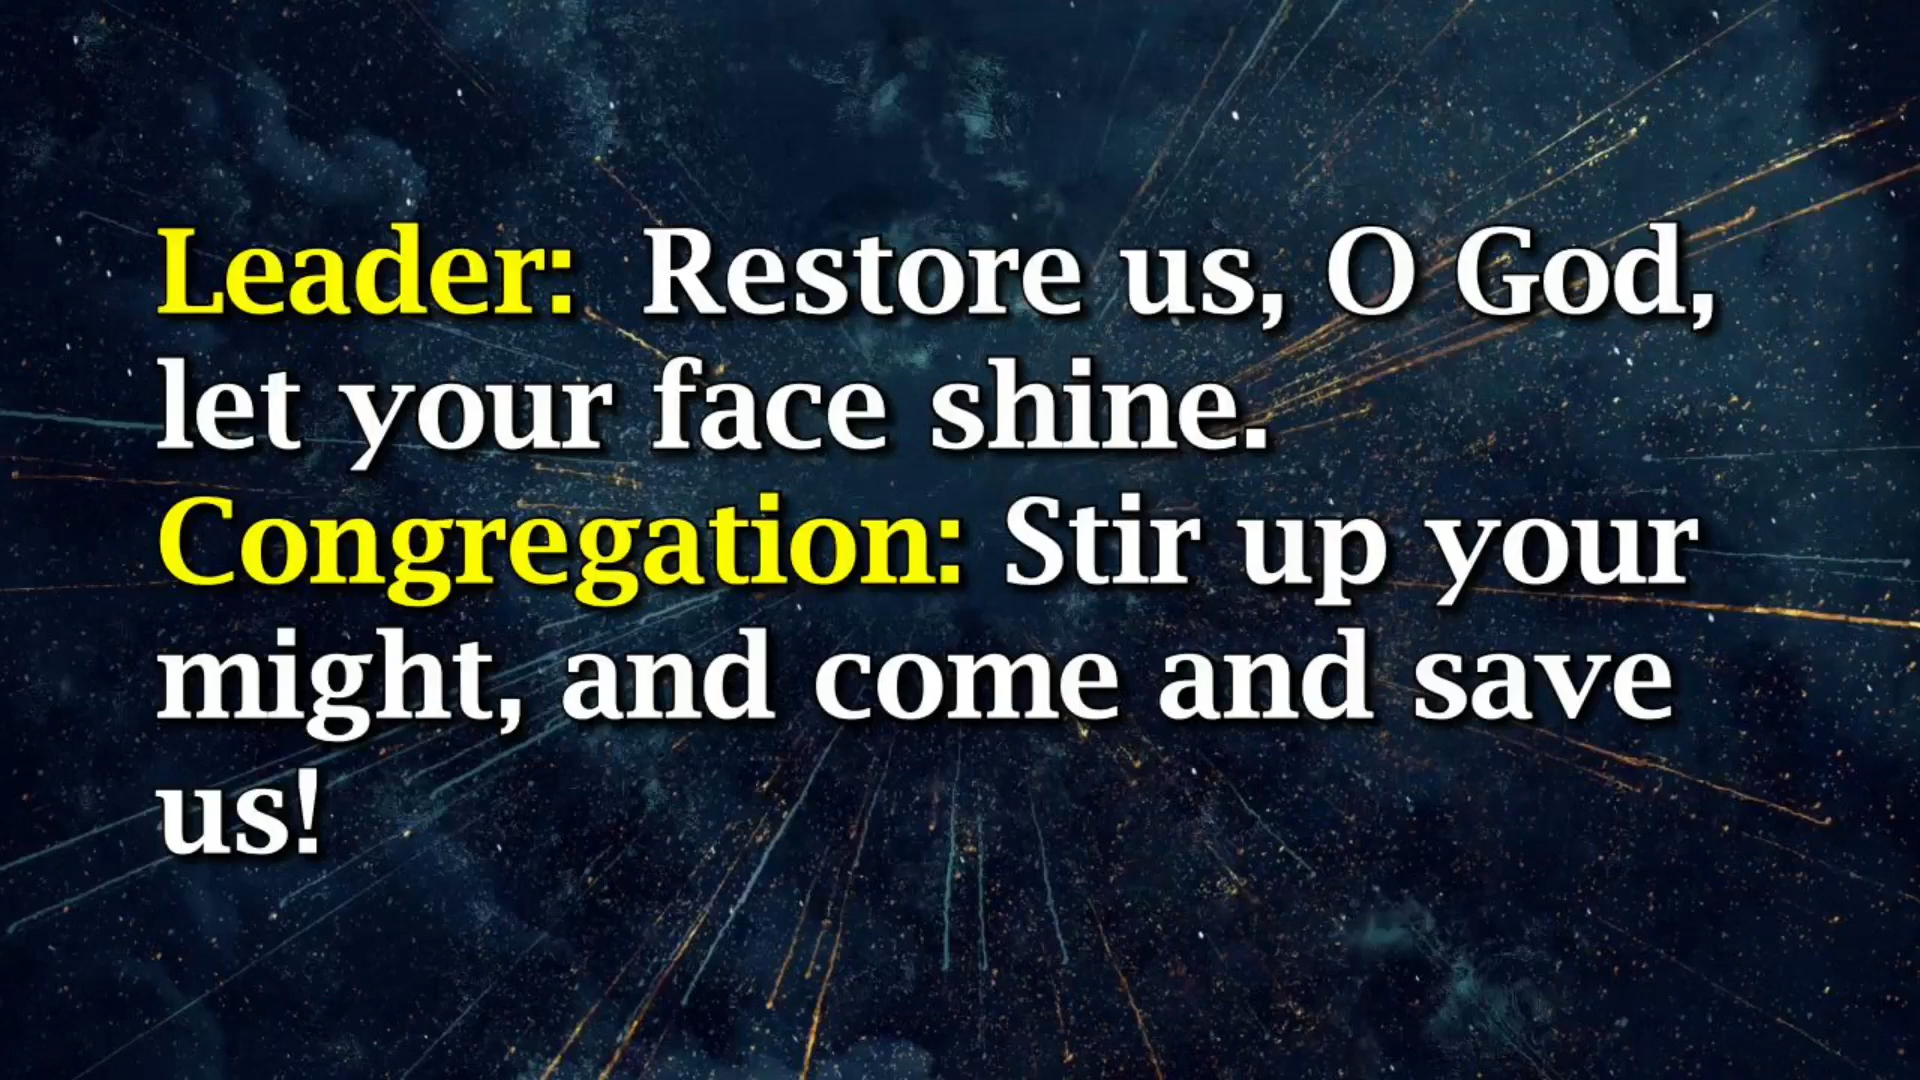 Leader:  Restore us, O God,
let your face shine.
Congregation: Stir up your
might, and come and save
us!